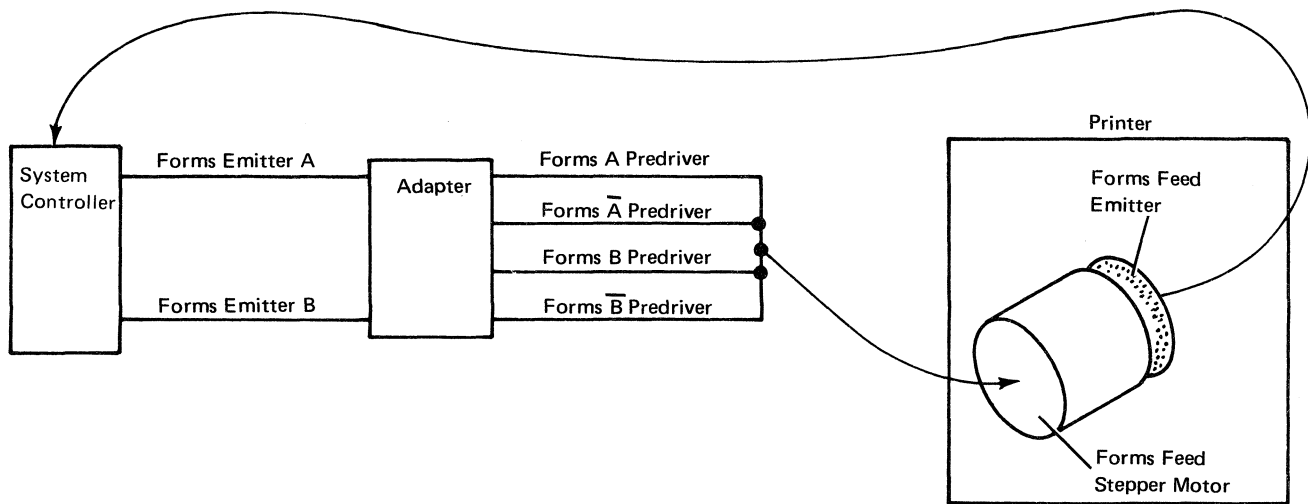 Printer
System
Controller
Forms Emitter A
Adapter
Forms A Predriver
Forms A̅ Predriver
Forms B Predriver
Forms Emitter B
Forms B̅ Predriver
Forms Feed
Emitter
Forms Feed
Stepper Motor